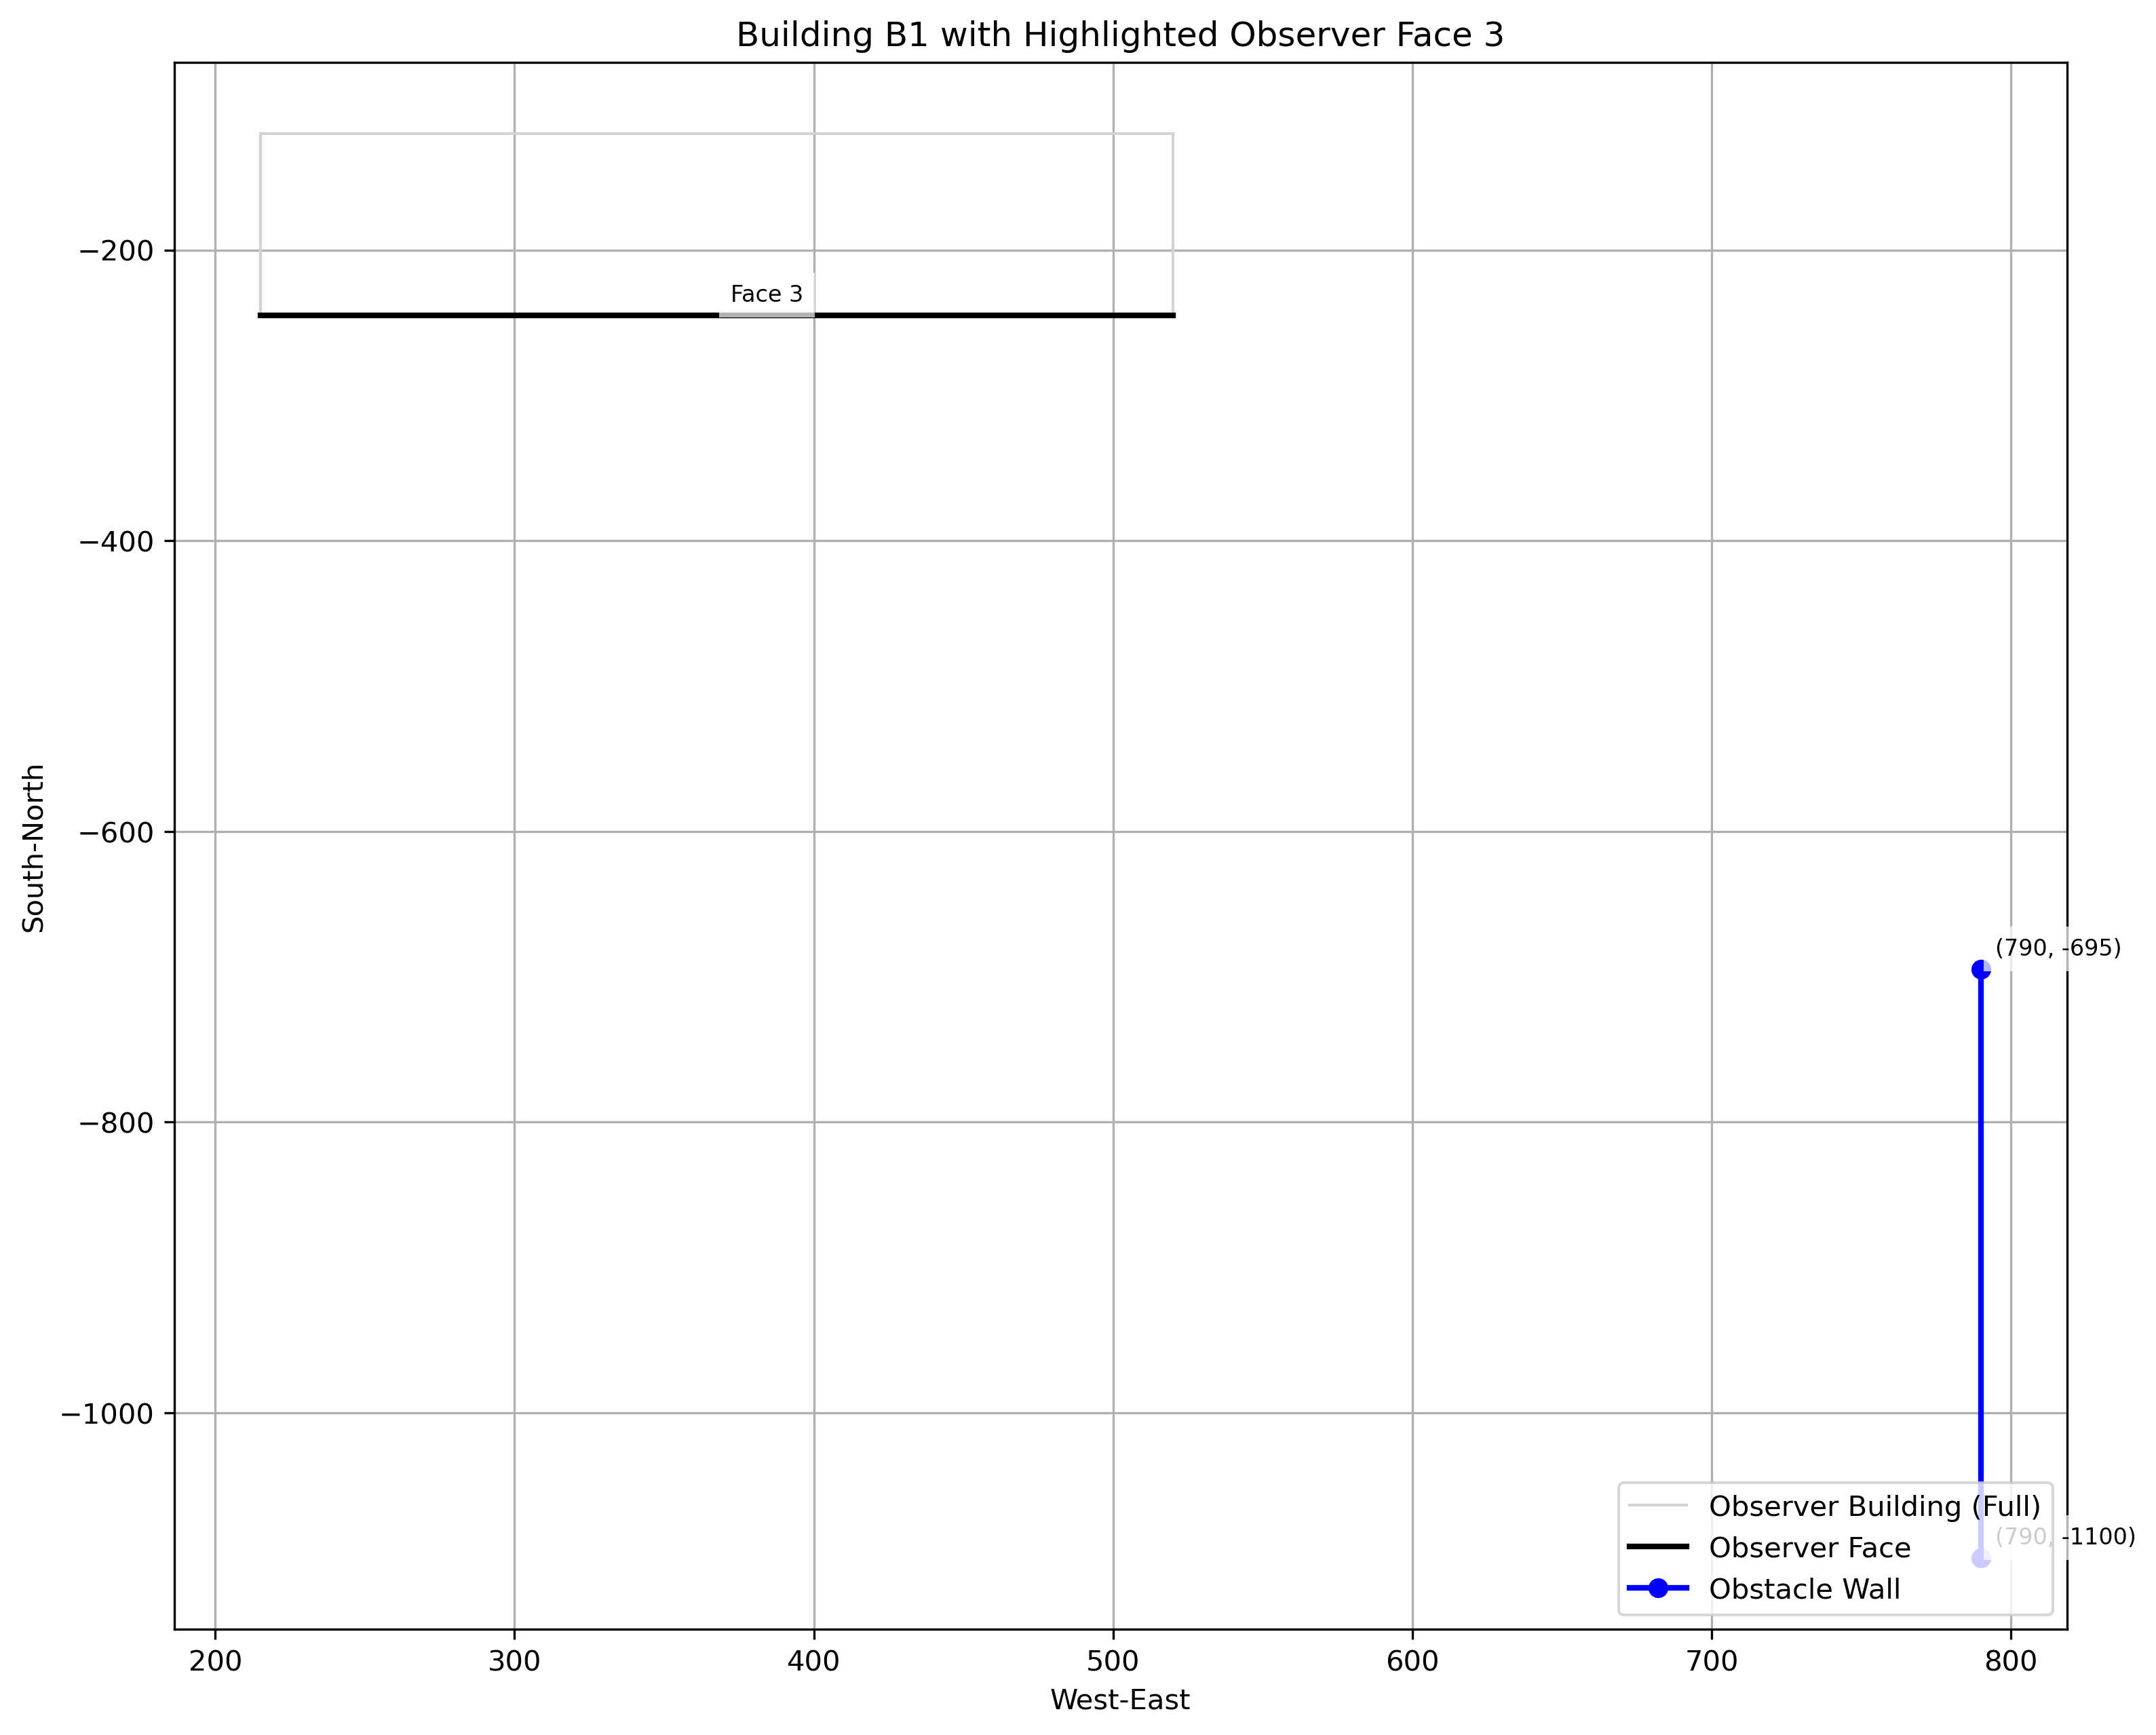 Building B1 with Highlighted Observer Face 3
−200
−400
−600
−800
−1000
South-North
Face 3
(790, -695)
(790, -1100)
Observer Building (Full)
Observer Face
Obstacle Wall
200 300 400 500 600 700 800
West-East